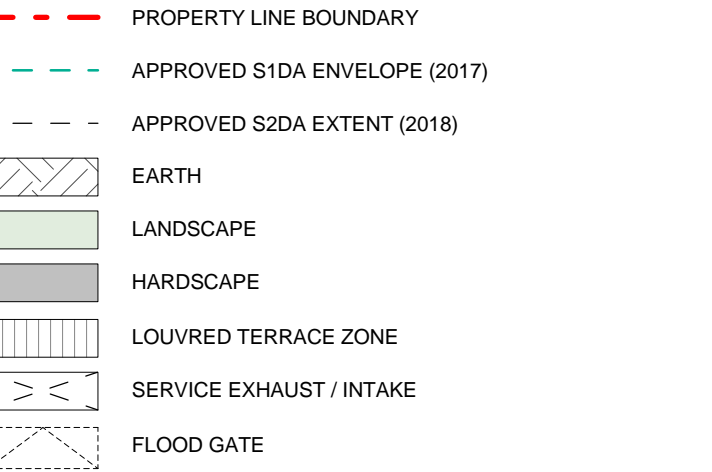 PROPERTY LINE BOUNDARY
APPROVED S1DA ENVELOPE (2017)
APPROVED S2DA EXTENT (2018)
EARTH
LANDSCAPE
HARDSCAPE
LOUVRED TERRACE ZONE
SERVICE EXHAUST / INTAKE
FLOOD GATE